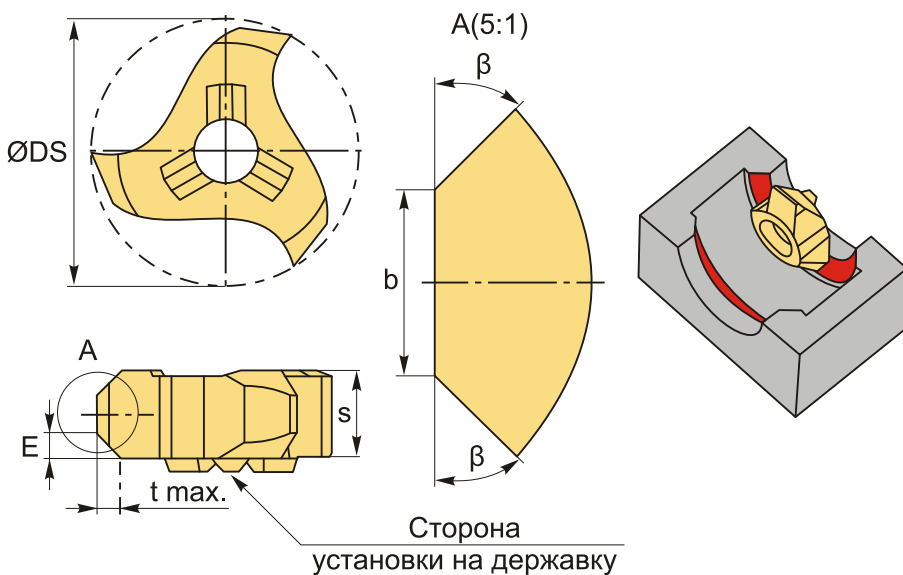 A(5:1)
β
ØDS
b
A
s
E
t max.
β
Сторона
установки на державку